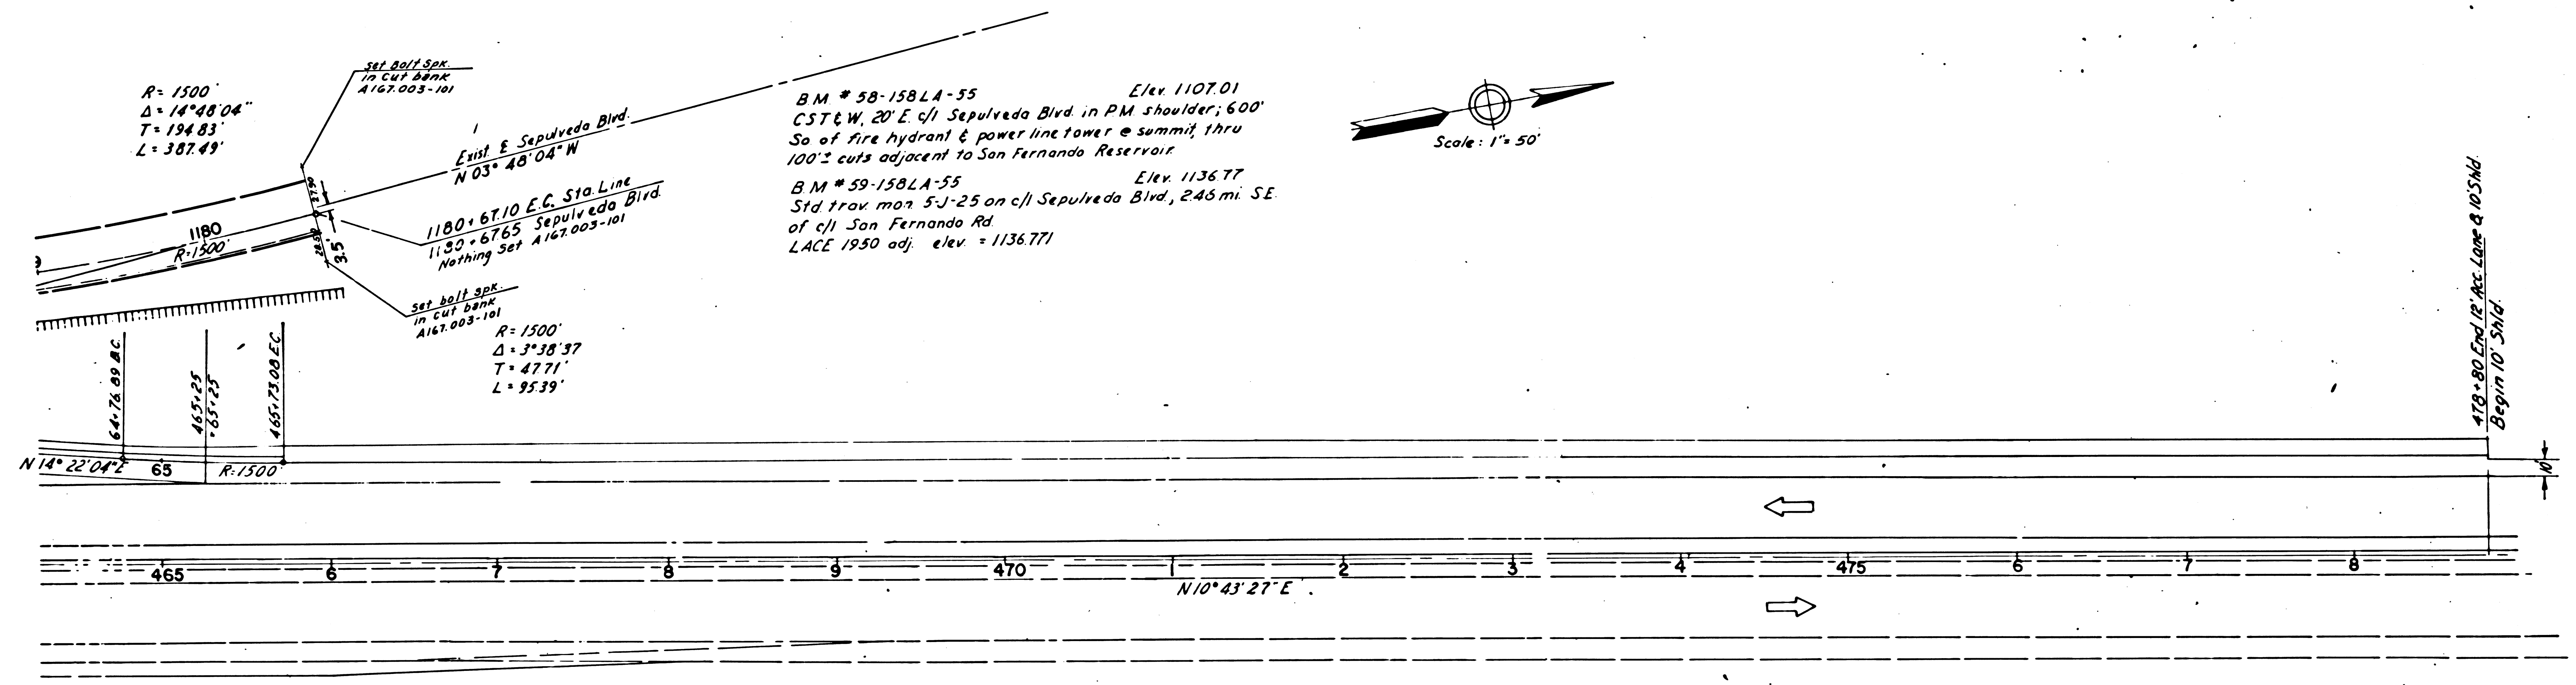 R = 1500'
Δ = 14°48'04"
T = 194.83'
L = 387.49'
set Bolt Spk.
in cut bank
A167.003-101
Exist. ℄ Sepulveda Blvd.
N 03° 48' 04" W
1180+67.10 E.C. Sta. Line
1180+67.65 Sepulveda Blvd.
Nothing Set A167.003-101
27.90
3.5'
1180
R=1500'
set bolt spk.
in cut bank
A167.003-101
R = 1500'
Δ = 3°38'37
T = 47.71'
L = 95.39'
B.M. # 58-158LA-55 Elev. 1107.01
CST & W, 20' E. c/l Sepulveda Blvd. in P.M. shoulder; 600'
So of fire hydrant & power line tower @ summit, thru
100'± cuts adjacent to San Fernando Reservoir.
B.M # 59-158LA-55 Elev. 1136.77
Std. trav. mon. 5-J-25 on c/l Sepulveda Blvd., 2.46 mi. S.E.
of c/l San Fernando Rd.
LACE 1950 adj. elev. = 1136.771
Scale: 1"= 50'
64+76.89 B.C.
465+25
=65+25
465+73.08 E.C.
478+80 End 12' Acc. Lane & 10' Shld.
Begin 10' Shld.
N 14° 22' 04" E
65
R=1500'
10'
465 6 7 8 9 470 1 2 3 4 475 6 7 8
N 10° 43' 27" E